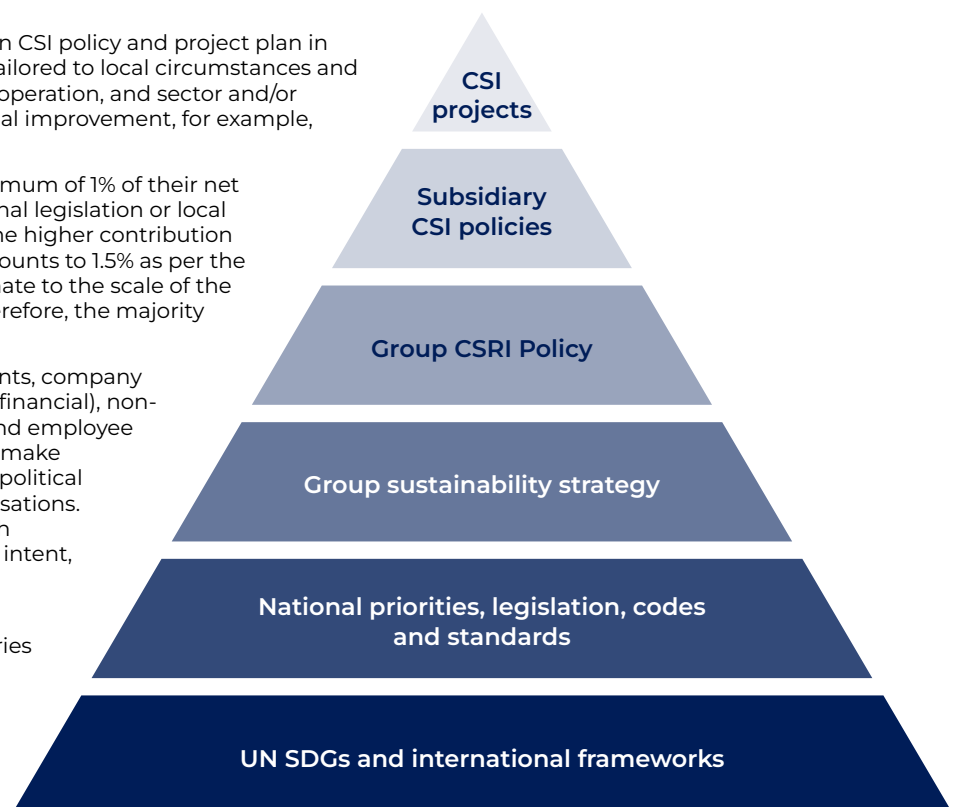 n CSI policy and project plan in
ailored to local circumstances and
operation, and sector and/or
al improvement, for example,
mum of 1% of their net
nal legislation or local
he higher contribution
ounts to 1.5% as per the
nate to the scale of the
erefore, the majority
nts, company
financial), non-
nd employee
make
political
sations.
n
intent,
ries
CSI
projects
Subsidiary
CSI policies
Group CSRI Policy
Group sustainability strategy
National priorities, legislation, codes
and standards
UN SDGs and international frameworks